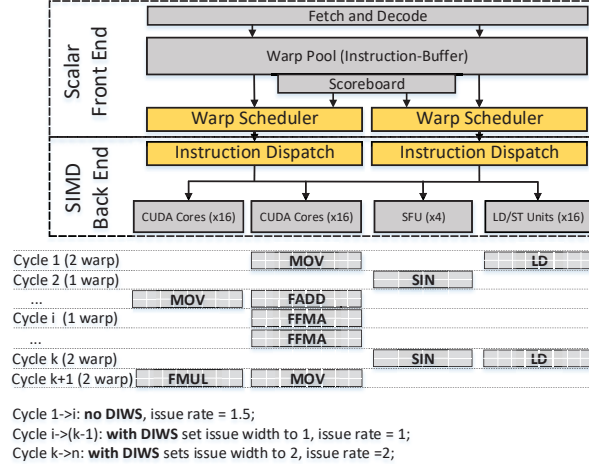 Scalar
Front End
Fetch and Decode
Warp Pool (Instruction-Buffer)
Scoreboard
Warp Scheduler Warp Scheduler
SIMD
Back End
Instruction Dispatch Instruction Dispatch
CUDA Cores (x16) CUDA Cores (x16) SFU (x4) LD/ST Units (x16)
Cycle 1 (2 warp) MOV LD
Cycle 2 (1 warp) SIN
... MOV FADD
Cycle i (1 warp) FFMA
... FFMA
Cycle k (2 warp) SIN LD
Cycle k+1 (2 warp) FMUL MOV
Cycle 1->i: no DIWS, issue rate = 1.5;
Cycle i->(k-1): with DIWS set issue width to 1, issue rate = 1;
Cycle k->n: with DIWS sets issue width to 2, issue rate =2;